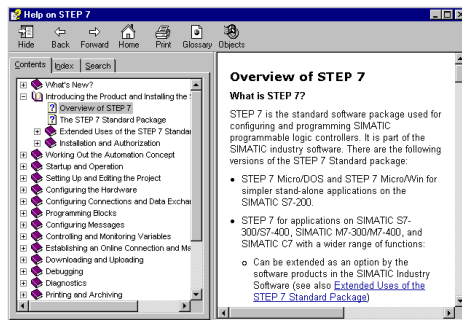 Help on STEP 7
Hide Back Forward Home Print Glossary Objects
Contents Index Search
What's New?
Introducing the Product and Installing the S
Overview of STEP 7
The STEP 7 Standard Package
Extended Uses of the STEP 7 Standar
Installation and Authorization
Working Out the Automation Concept
Startup and Operation
Setting Up and Editing the Project
Configuring the Hardware
Configuring Connections and Data Exchar
Programming Blocks
Configuring Messages
Controlling and Monitoring Variables
Establishing an Online Connection and Ma
Downloading and Uploading
Debugging
Diagnostics
Printing and Archiving
Overview of STEP 7
What is STEP 7?
STEP 7 is the standard software package used for
configuring and programming SIMATIC
programmable logic controllers. It is part of the
SIMATIC industry software. There are the following
versions of the STEP 7 Standard package:
• STEP 7 Micro/DOS and STEP 7 Micro/Win for
simpler stand-alone applications on the
SIMATIC S7-200.
• STEP 7 for applications on SIMATIC S7-
300/S7-400, SIMATIC M7-300/M7-400, and
SIMATIC C7 with a wider range of functions:
o Can be extended as an option by the
software products in the SIMATIC Industry
Software (see also Extended Uses of the
STEP 7 Standard Package)